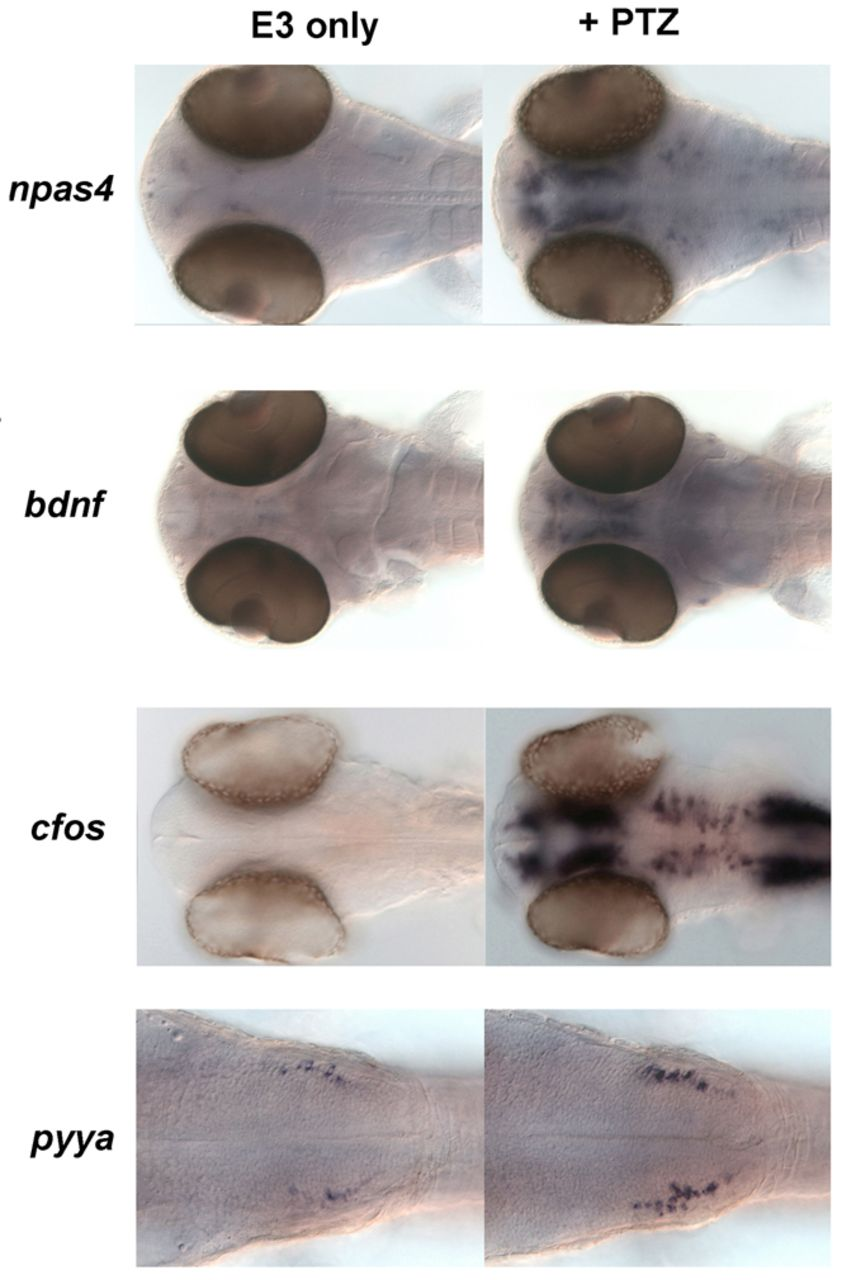 E3 only + PTZ
npas4
bdnf
cfos
pyya